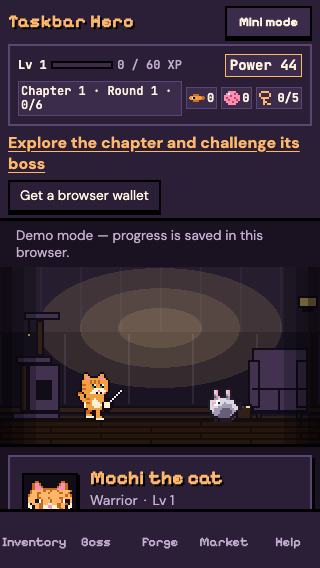 Taskbar Hero
Mini mode
Lv 1
0 / 60 XP
Power 44
Chapter 1 · Round 1 ·
0/6
0
0
0/5
Explore the chapter and challenge its
boss
Get a browser wallet
Demo mode — progress is saved in this
browser.
Mochi the cat
Warrior · Lv 1
Inventory
Boss
Forge
Market
Help